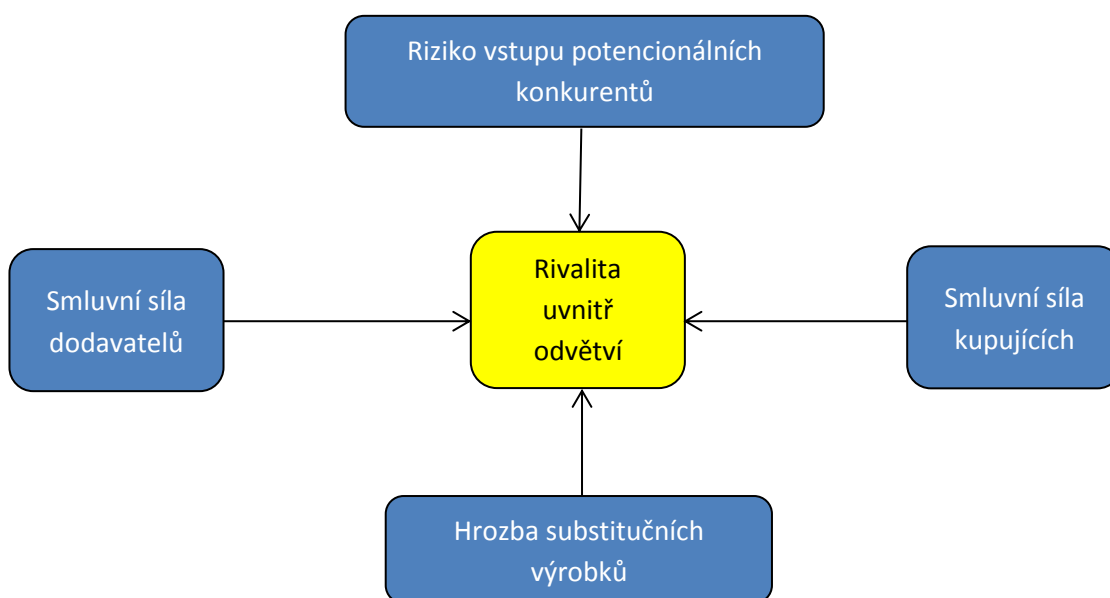 Riziko vstupu potencionálních
konkurentů
Smluvní síla
dodavatelů
Rivalita
uvnitř
odvětví
Smluvní síla
kupujících
Hrozba substitučních
výrobků